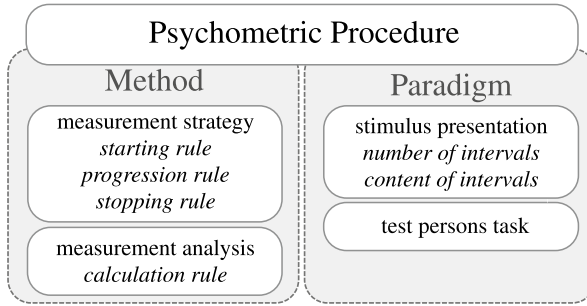 Psychometric Procedure
Method
measurement strategy
starting rule
progression rule
stopping rule
measurement analysis
calculation rule
Paradigm
stimulus presentation
number of intervals
content of intervals
test persons task